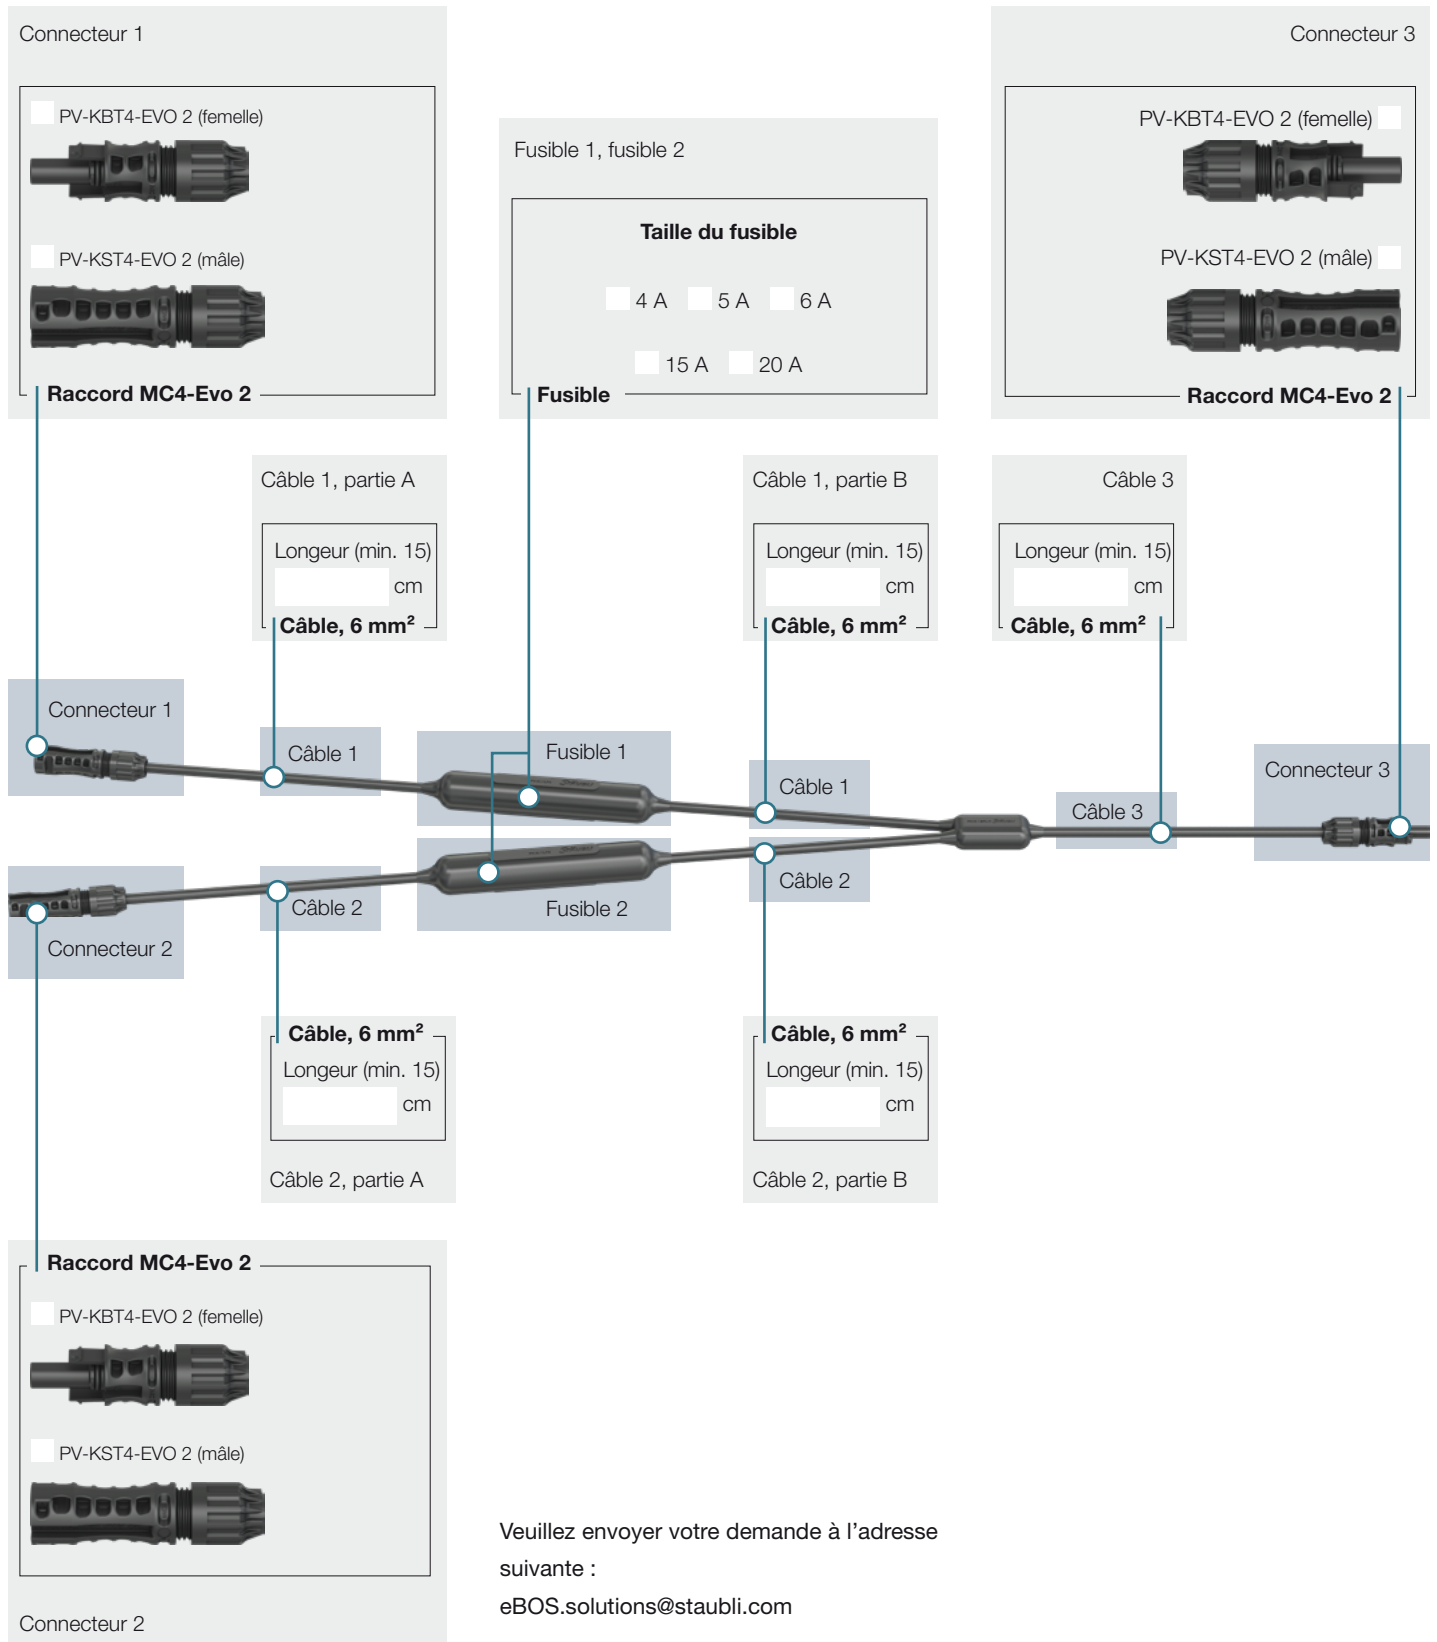 Connecteur 1
PV-KBT4-EVO 2 (femelle)
PV-KST4-EVO 2 (mâle)
Raccord MC4-Evo 2
Fusible 1, fusible 2
Taille du fusible
4 A 5 A 6 A
15 A 20 A
Fusible
Connecteur 3
PV-KBT4-EVO 2 (femelle)
PV-KST4-EVO 2 (mâle)
Raccord MC4-Evo 2
Câble 1, partie A
Longeur (min. 15)
cm
Câble, 6 mm²
Câble 1, partie B
Longeur (min. 15)
cm
Câble, 6 mm²
Câble 3
Longeur (min. 15)
cm
Câble, 6 mm²
Connecteur 1
Câble 1
Fusible 1
Câble 1
Câble 3
Connecteur 3
Connecteur 2
Câble 2
Fusible 2
Câble 2
Câble, 6 mm²
Longeur (min. 15)
cm
Câble 2, partie A
Câble, 6 mm²
Longeur (min. 15)
cm
Câble 2, partie B
Raccord MC4-Evo 2
PV-KBT4-EVO 2 (femelle)
PV-KST4-EVO 2 (mâle)
Connecteur 2
Veuillez envoyer votre demande à l’adresse
suivante :
eBOS.solutions@staubli.com